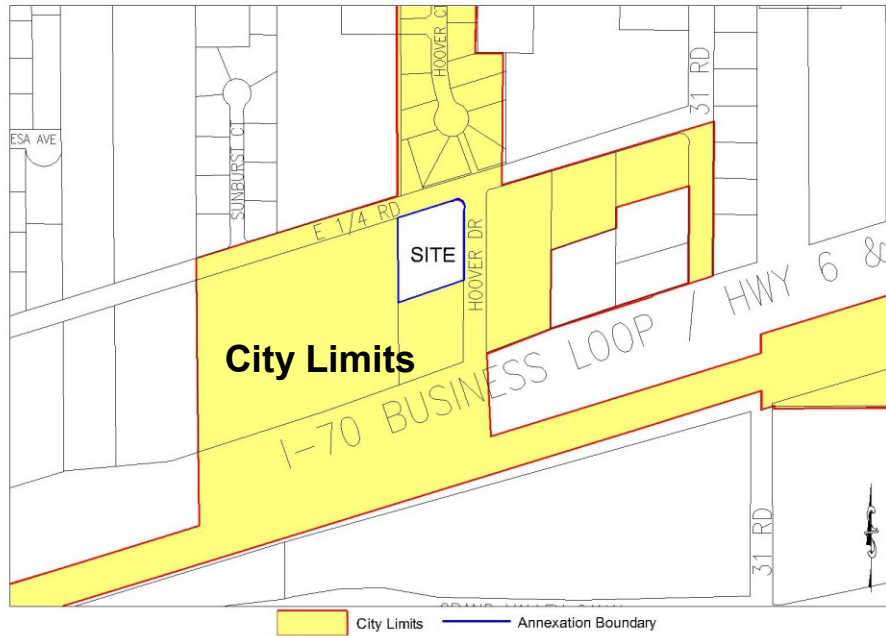 HOOVER CT
31 RD
ESA AVE
SUNBURST CT
E 1/4 RD
SITE
HOOVER DR
City Limits
I-70 BUSINESS LOOP / HWY 6 &
31 RD
City Limits
Annexation Boundary